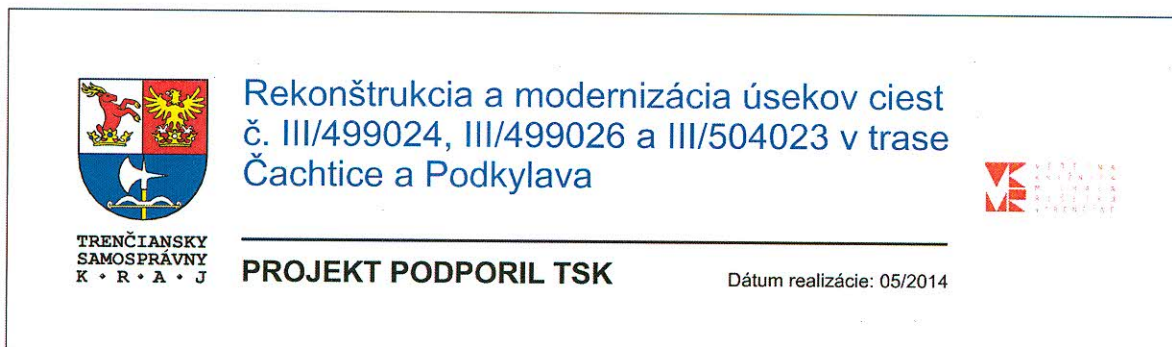 Rekonštrukcia a modernizácia úsekov ciest
č. III/499024, III/499026 a III/504023 v trase
Čachtice a Podkylava
TRENČIANSKY
SAMOSPRÁVNY
K • R • A • J
PROJEKT PODPORIL TSK
Dátum realizácie: 05/2014